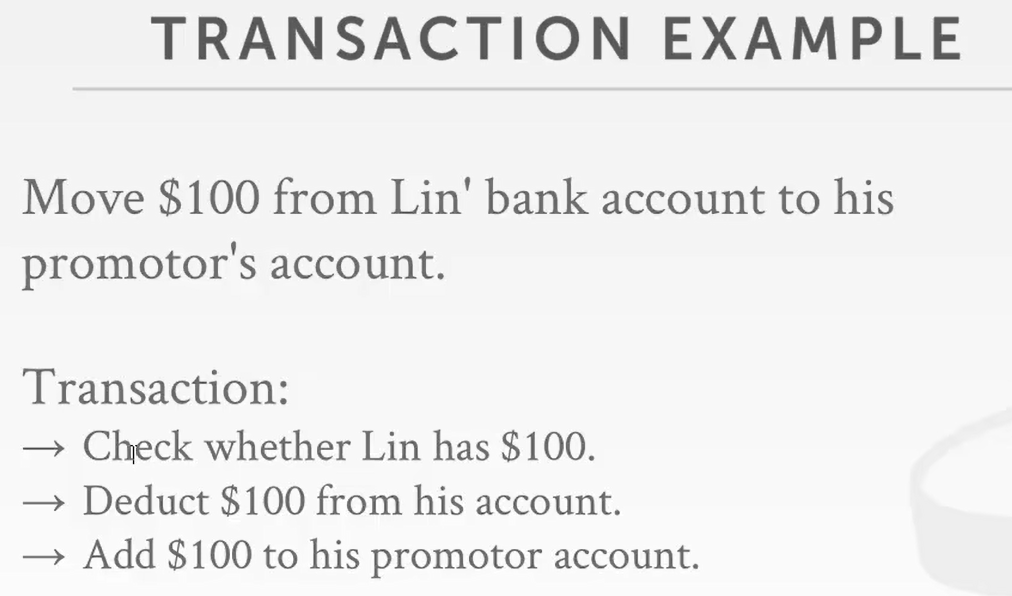 TRANSACTION EXAMPLE
Move $100 from Lin' bank account to his
promotor's account.
Transaction:
→ Check whether Lin has $100.
→ Deduct $100 from his account.
→ Add $100 to his promotor account.